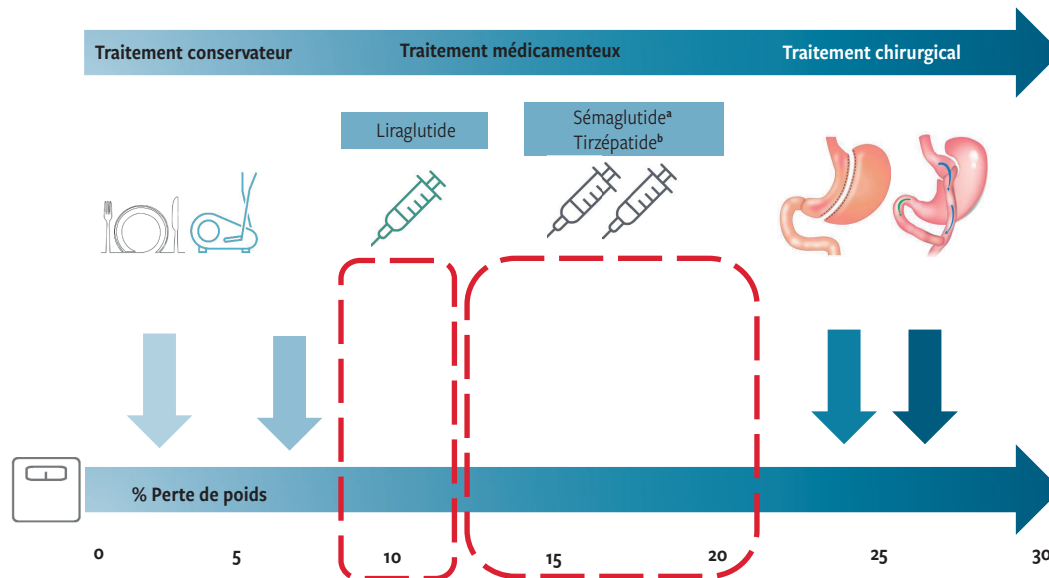 Traitement conservateur
Traitement médicamenteux
Traitement chirurgical
Liraglutide
Sémaglutideᵃ
Tirzépatideᵇ
% Perte de poids
0 5 10 15 20 25 30